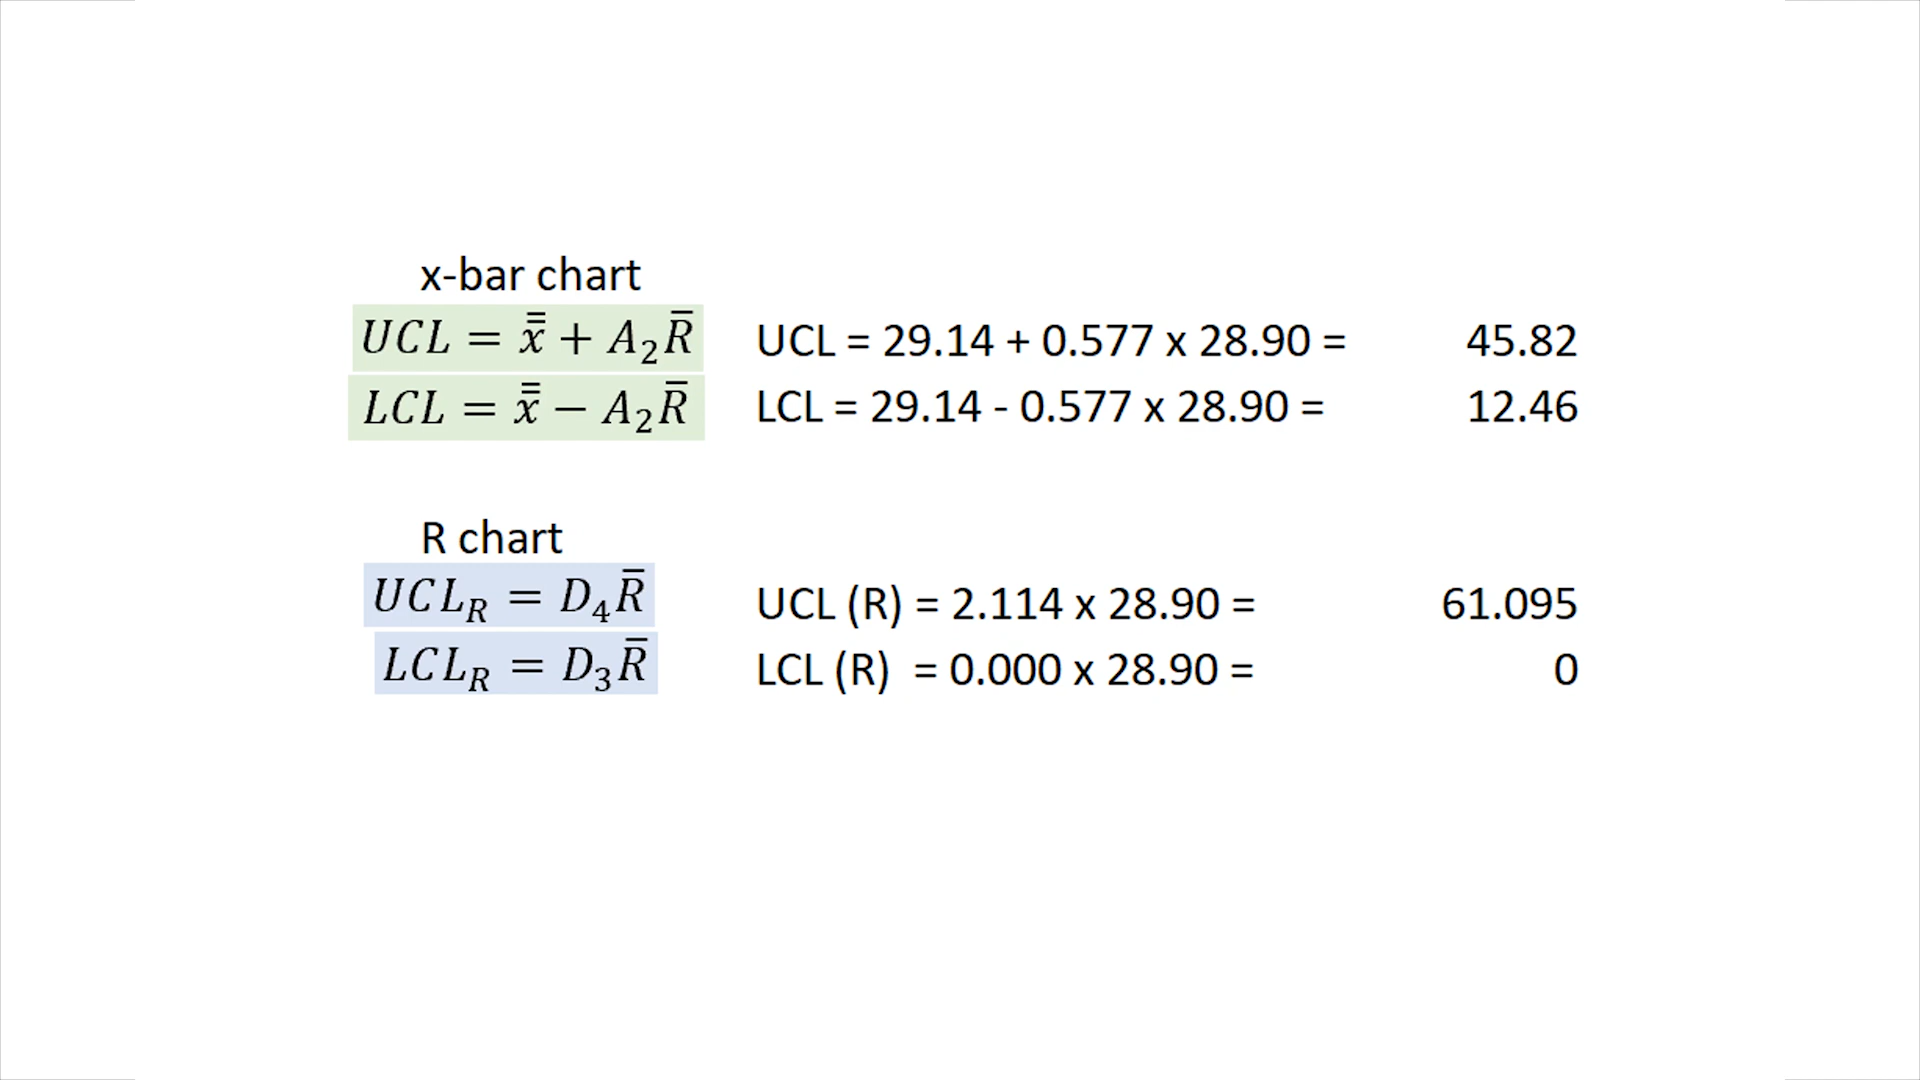 x-bar chart
UCL = x̿ + A₂R̅ UCL = 29.14 + 0.577 x 28.90 = 45.82
LCL = x̿ − A₂R̅ LCL = 29.14 - 0.577 x 28.90 = 12.46
R chart
UCL_R = D₄R̅ UCL (R) = 2.114 x 28.90 = 61.095
LCL_R = D₃R̅ LCL (R) = 0.000 x 28.90 = 0